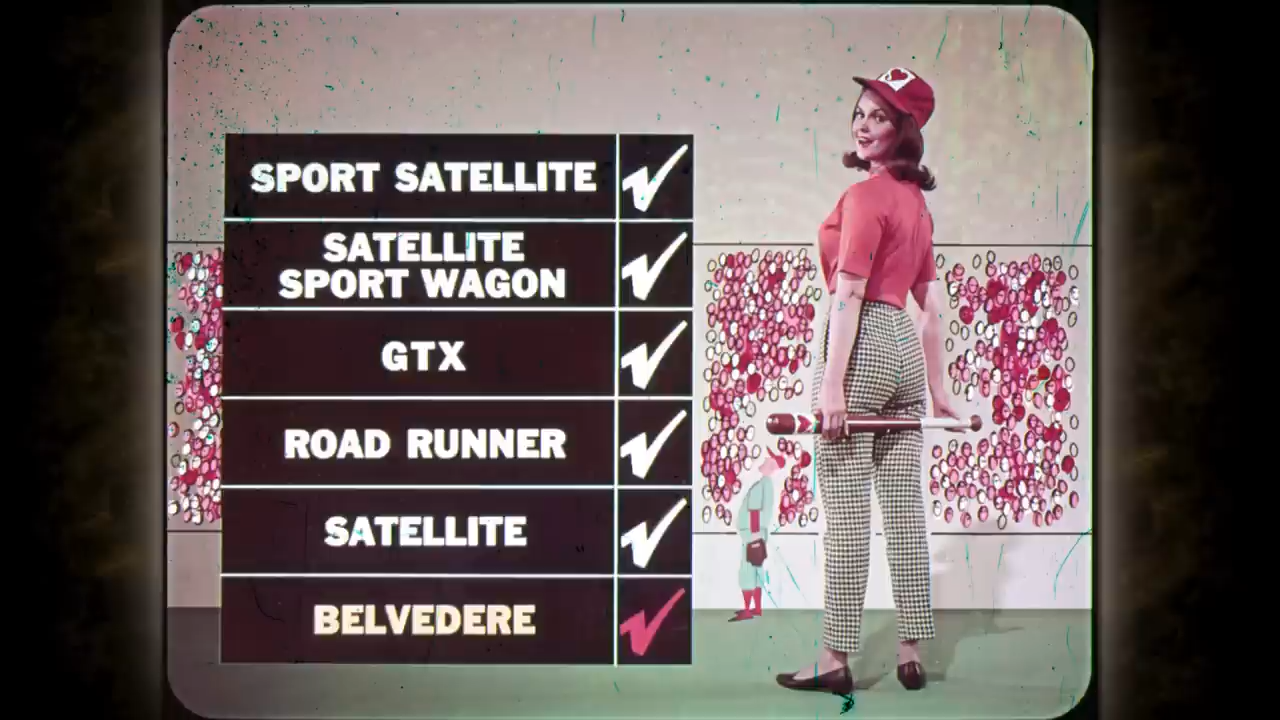 SPORT SATELLITE
SATELLITE
SPORT WAGON
GTX
ROAD RUNNER
SATELLITE
BELVEDERE